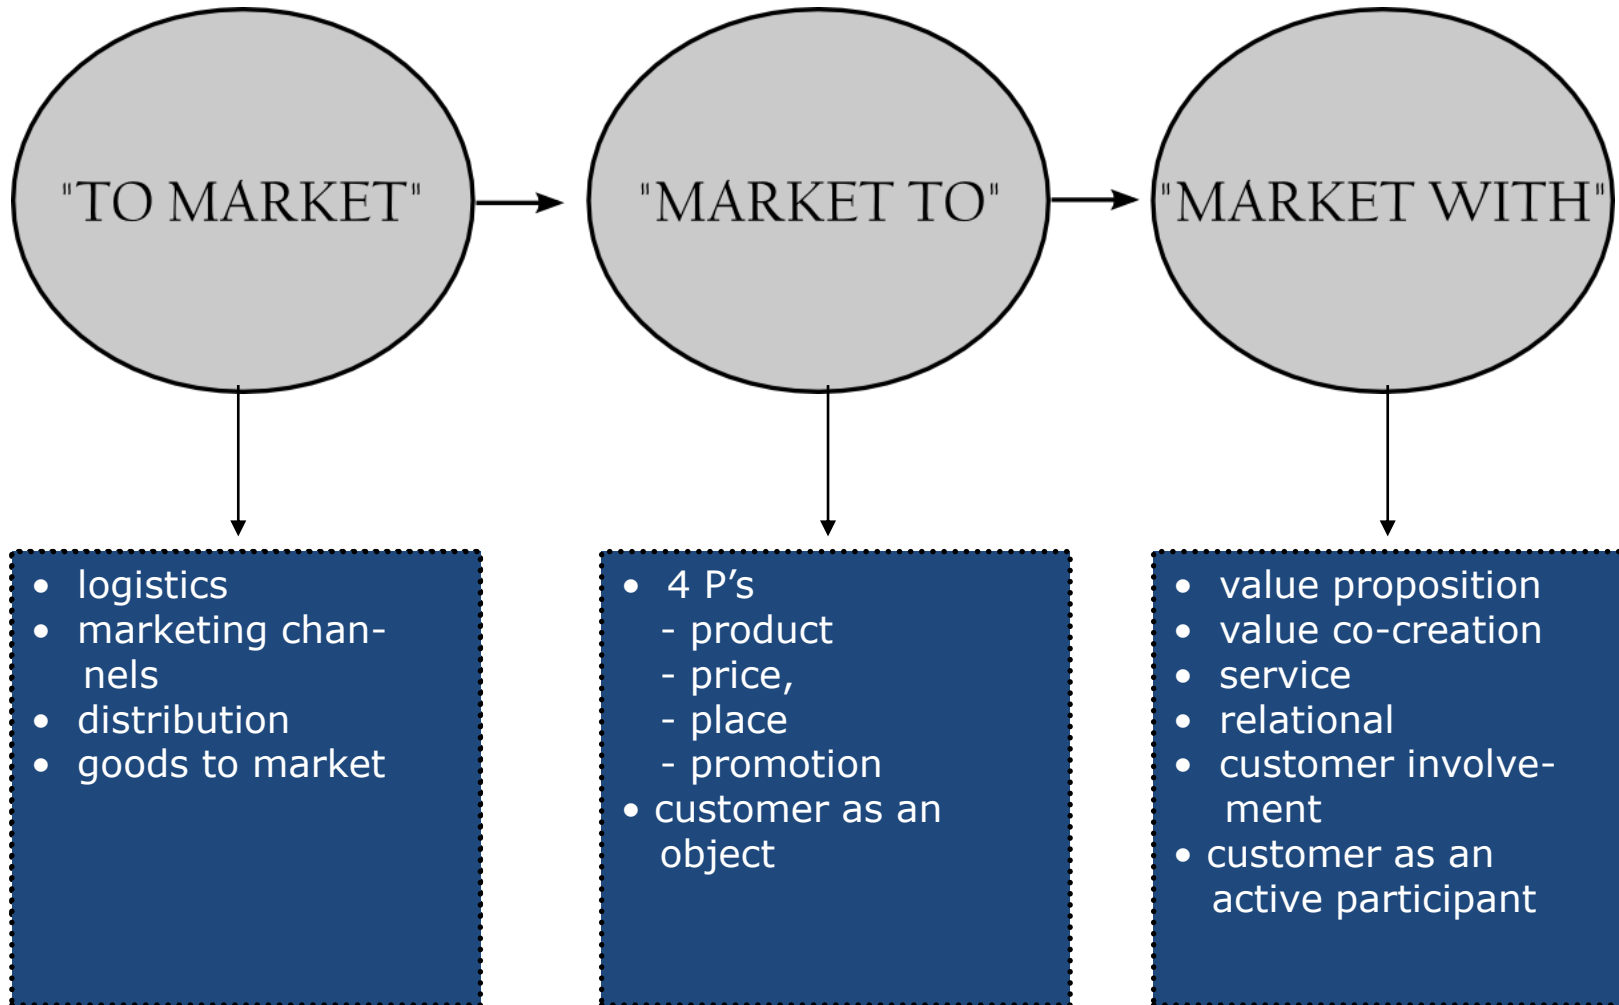 "TO MARKET"
"MARKET TO"
"MARKET WITH"
• logistics
• marketing chan-
nels
• distribution
• goods to market
• 4 P’s
- product
- price,
- place
- promotion
• customer as an
object
• value proposition
• value co-creation
• service
• relational
• customer involve-
ment
• customer as an
active participant